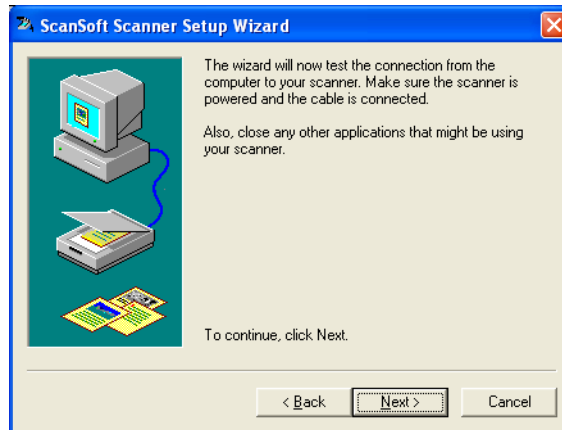 ScanSoft Scanner Setup Wizard
The wizard will now test the connection from the
computer to your scanner. Make sure the scanner is
powered and the cable is connected.
Also, close any other applications that might be using
your scanner.
To continue, click Next.
< Back
Next >
Cancel